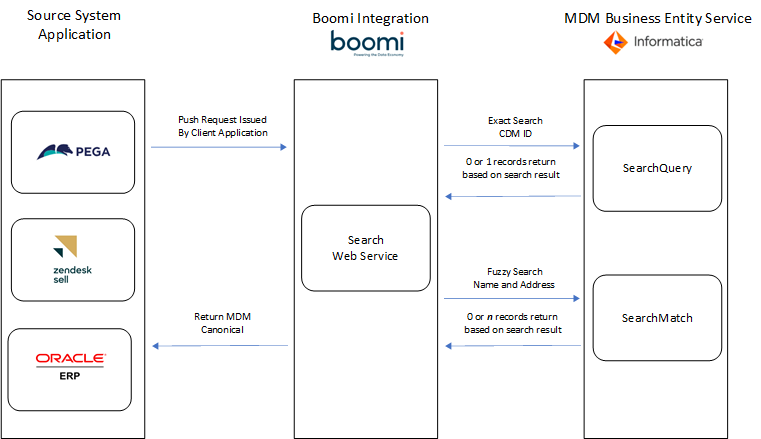 Source System
Application
Boomi Integration
boomi
Powering the Data Economy
MDM Business Entity Service
Informatica
PEGA
zendesk
sell
ORACLE
ERP
Push Request Issued
By Client Application
Return MDM
Canonical
Search
Web Service
Exact Search
CDM ID
0 or 1 records return
based on search result
Fuzzy Search
Name and Address
0 or n records return
based on search result
SearchQuery
SearchMatch